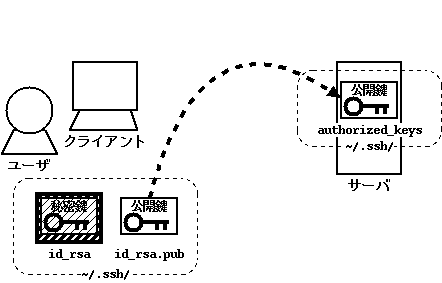 公開鍵
authorized_keys
~/.ssh/
サーバ
クライアント
ユーザ
秘密鍵
公開鍵
id_rsa
id_rsa.pub
~/.ssh/